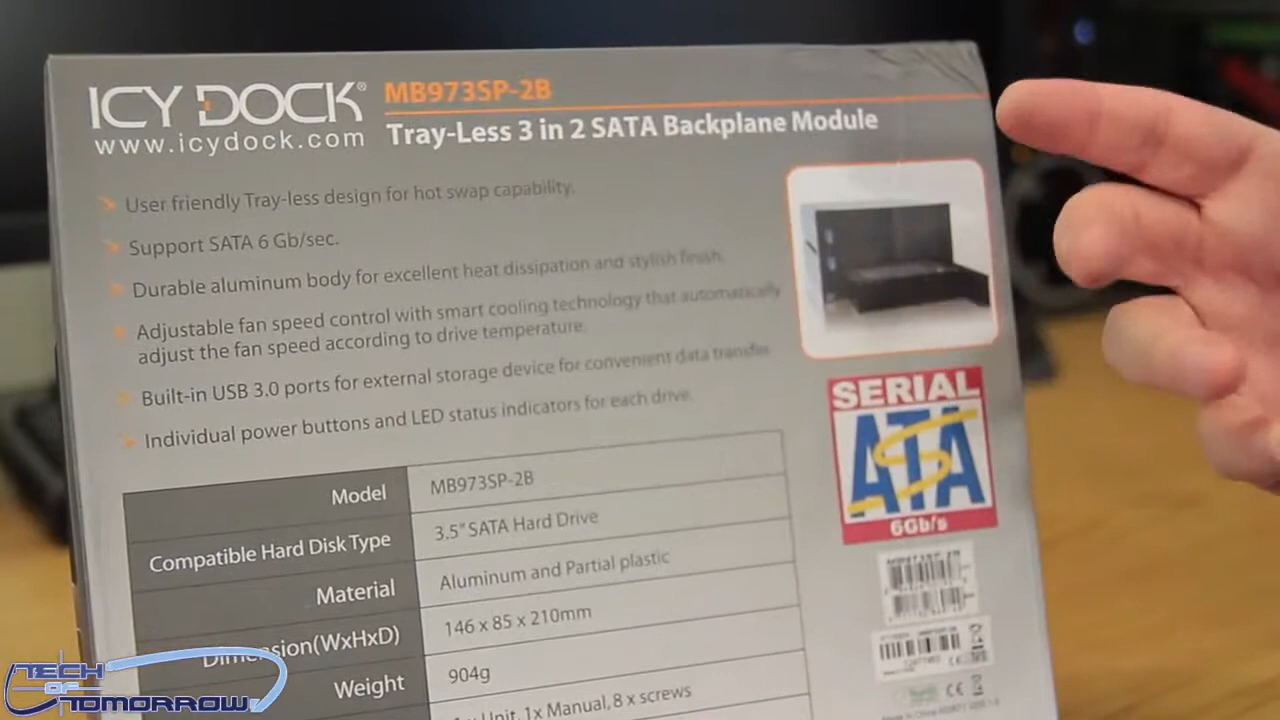 ICY DOCK®
www.icydock.com
MB973SP-2B
Tray-Less 3 in 2 SATA Backplane Module
User friendly Tray-less design for hot swap capability.
Support SATA 6 Gb/sec.
Durable aluminum body for excellent heat dissipation and stylish finish.
Adjustable fan speed control with smart cooling technology that automatically
adjust the fan speed according to drive temperature.
Built-in USB 3.0 ports for external storage device for convenient data transfer.
Individual power buttons and LED status indicators for each drive.
Model MB973SP-2B
Compatible Hard Disk Type 3.5" SATA Hard Drive
Material Aluminum and Partial plastic
Dimension(WxHxD) 146 x 85 x 210mm
Weight 904g
Unit, 1x Manual, 8 x screws
SERIAL
SATA
6Gb/s
TECH
OF
TOMORROW